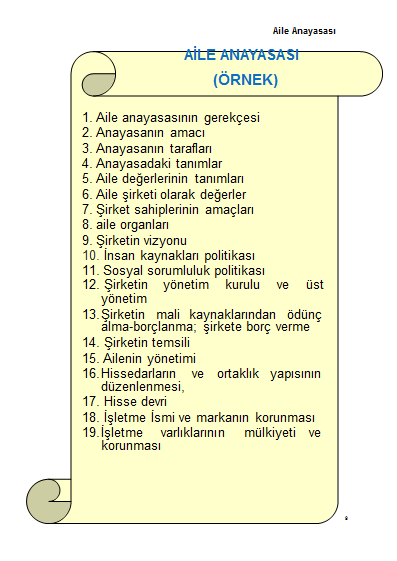 Aile Anayasası
AİLE ANAYASASI
(ÖRNEK)
1. Aile anayasasının gerekçesi
2. Anayasanın amacı
3. Anayasanın tarafları
4. Anayasadaki tanımlar
5. Aile değerlerinin tanımları
6. Aile şirketi olarak değerler
7. Şirket sahiplerinin amaçları
8. aile organları
9. Şirketin vizyonu
10. İnsan kaynakları politikası
11. Sosyal sorumluluk politikası
12. Şirketin yönetim kurulu ve üst
yönetim
13.Şirketin mali kaynaklarından ödünç
alma-borçlanma; şirkete borç verme
14. Şirketin temsili
15. Ailenin yönetimi
16.Hissedarların ve ortaklık yapısının
düzenlenmesi,
17. Hisse devri
18. İşletme İsmi ve markanın korunması
19.İşletme varlıklarının mülkiyeti ve
korunması